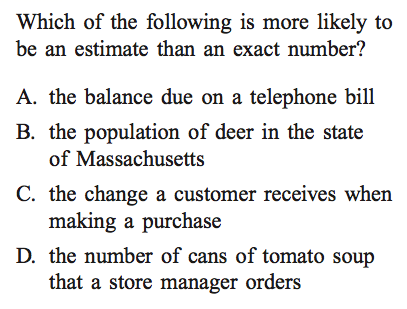 Which of the following is more likely to
be an estimate than an exact number?
A. the balance due on a telephone bill
B. the population of deer in the state
of Massachusetts
C. the change a customer receives when
making a purchase
D. the number of cans of tomato soup
that a store manager orders